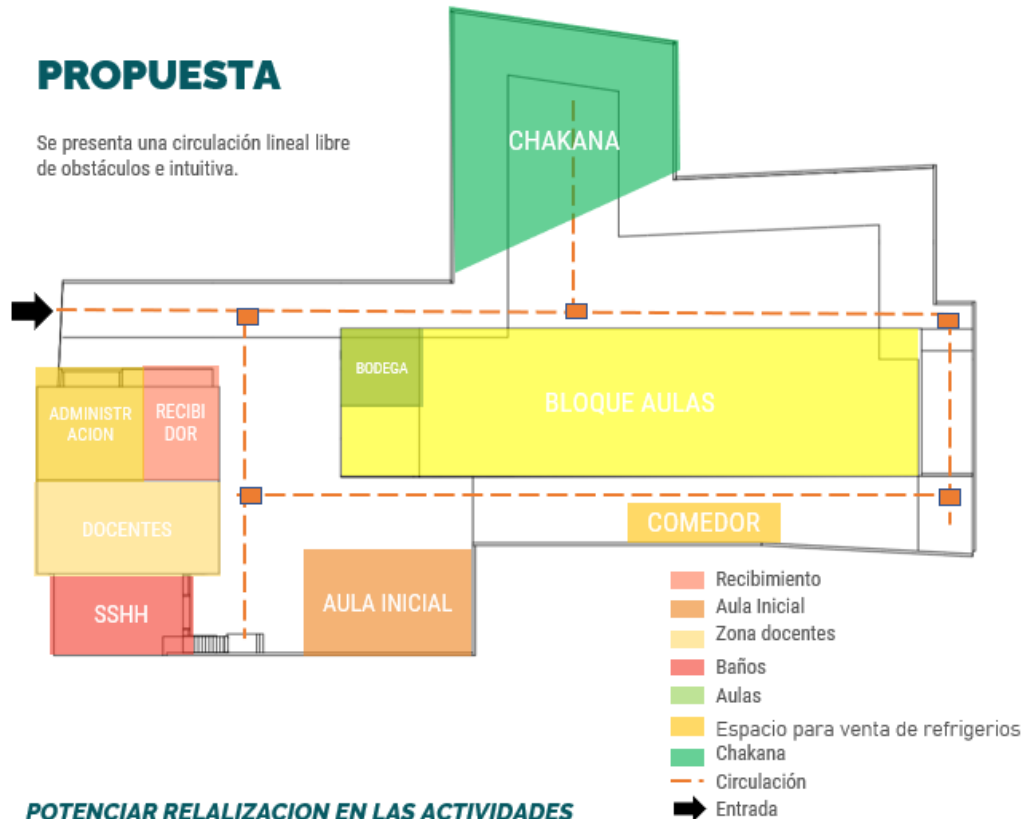 PROPUESTA
Se presenta una circulación lineal libre
de obstáculos e intuitiva.
CHAKANA
BODEGA
BLOQUE AULAS
ADMINISTR
ACION
RECIBI
DOR
DOCENTES
COMEDOR
SSHH
AULA INICIAL
Recibimiento
Aula Inicial
Zona docentes
Baños
Aulas
Espacio para venta de refrigerios
Chakana
Circulación
Entrada
POTENCIAR RELALIZACION EN LAS ACTIVIDADES